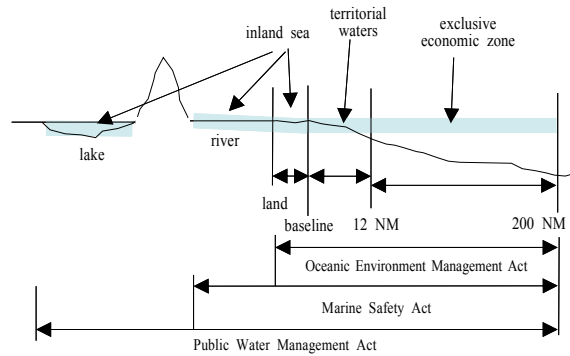 territorial
waters
exclusive
economic zone
inland sea
lake
river
land
baseline
12 NM
200 NM
Oceanic Environment Management Act
Marine Safety Act
Public Water Management Act